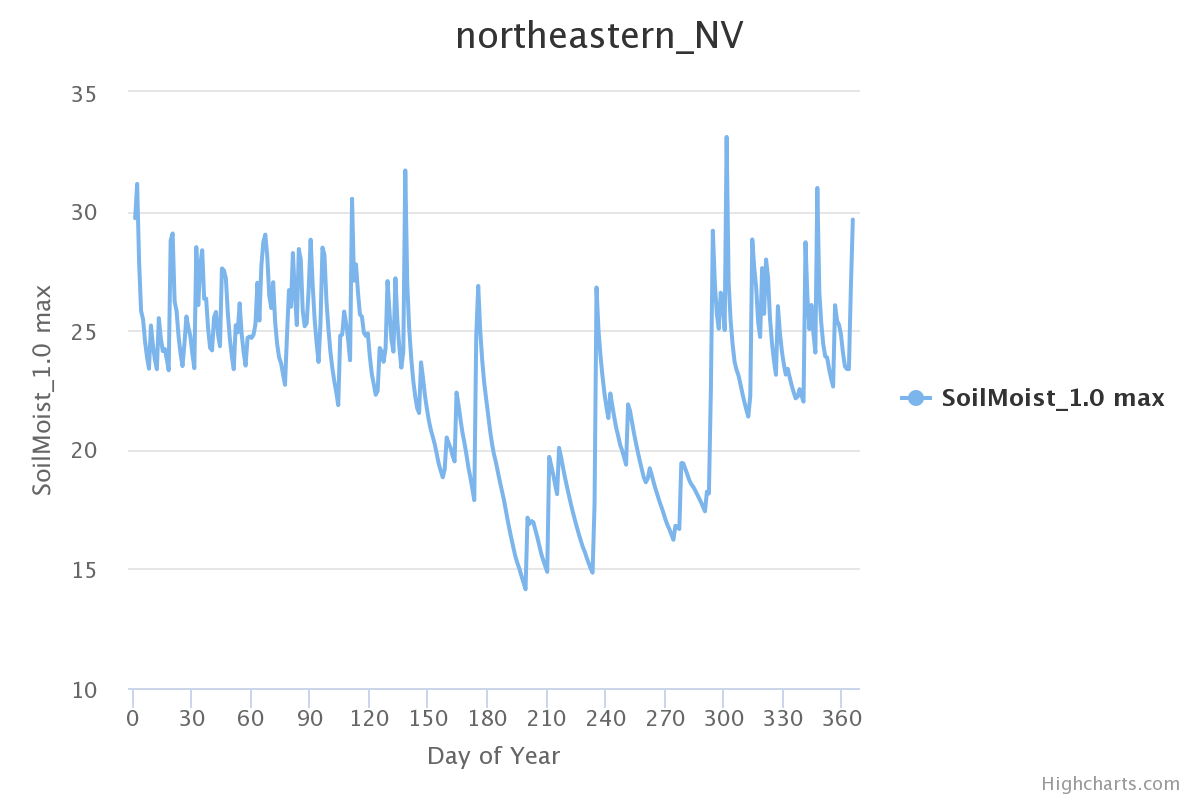 northeastern_NV
35
30
25
20
15
10
SoilMoist_1.0 max
0 30 60 90 120 150 180 210 240 270 300 330 360
Day of Year
SoilMoist_1.0 max
Highcharts.com